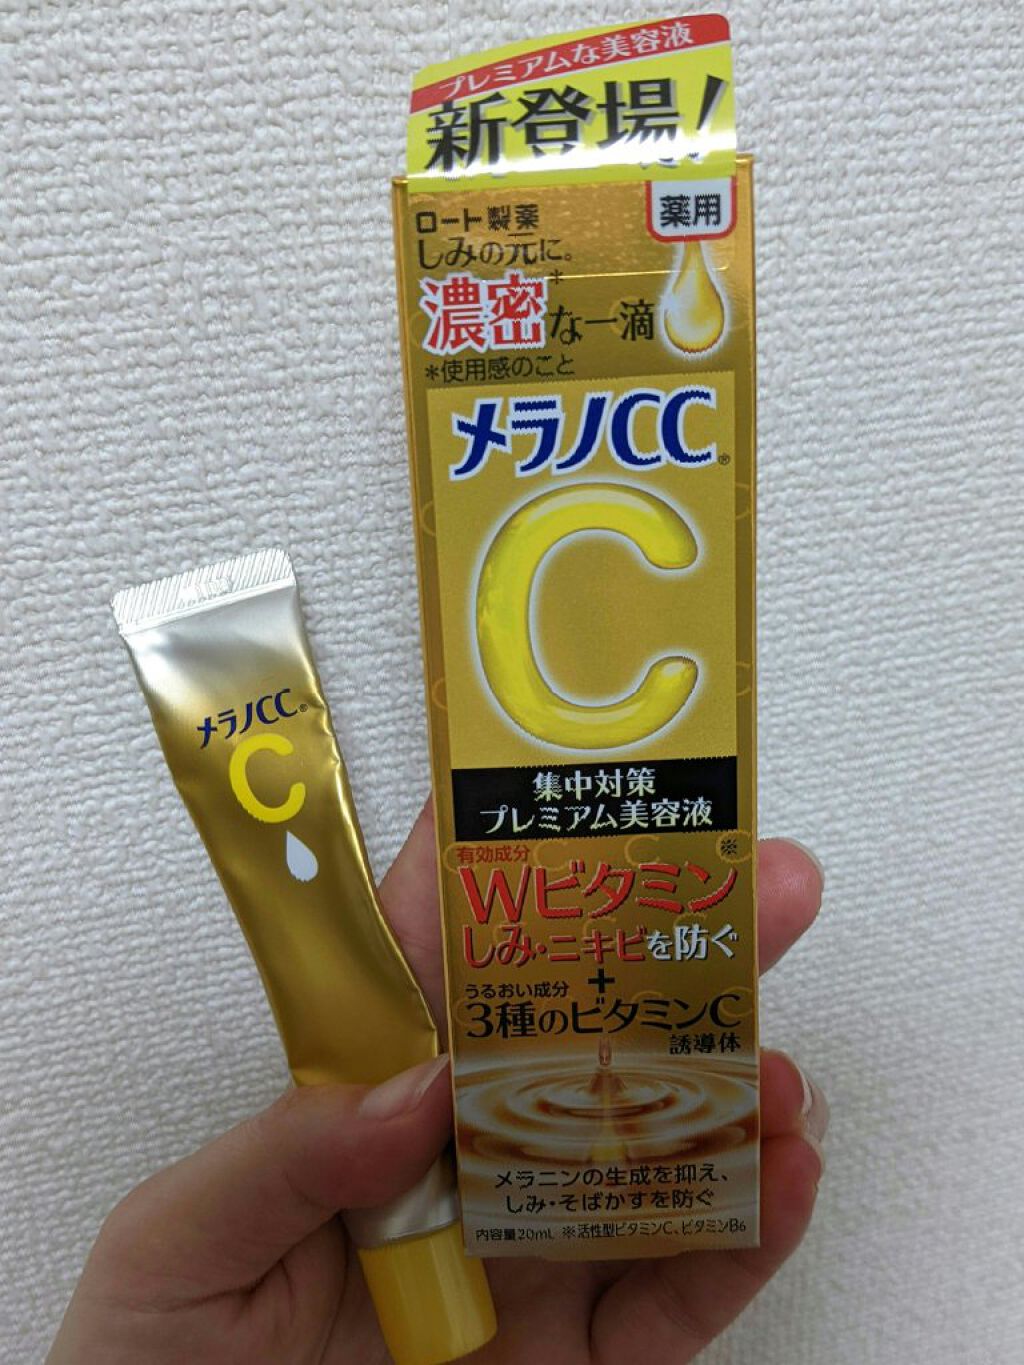 プレミアムな美容液
新登場!
薬用
ロート製薬
しみの元に。
濃密*な一滴
*使用感のこと
メラノCC®
C
集中対策
プレミアム美容液
有効成分
Wビタミン※
しみ・ニキビを防ぐ
+
うるおい成分
3種のビタミンC
誘導体
メラニンの生成を抑え、
しみ・そばかすを防ぐ
内容量20mL ※活性型ビタミンC、ビタミンB6
メラノCC®
C